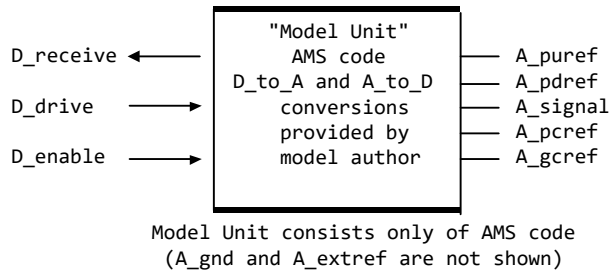 "Model Unit"
D_receive AMS code A_puref
D_to_A and A_to_D A_pdref
D_drive conversions A_signal
provided by A_pcref
D_enable model author A_gcref
Model Unit consists only of AMS code
(A_gnd and A_extref are not shown)